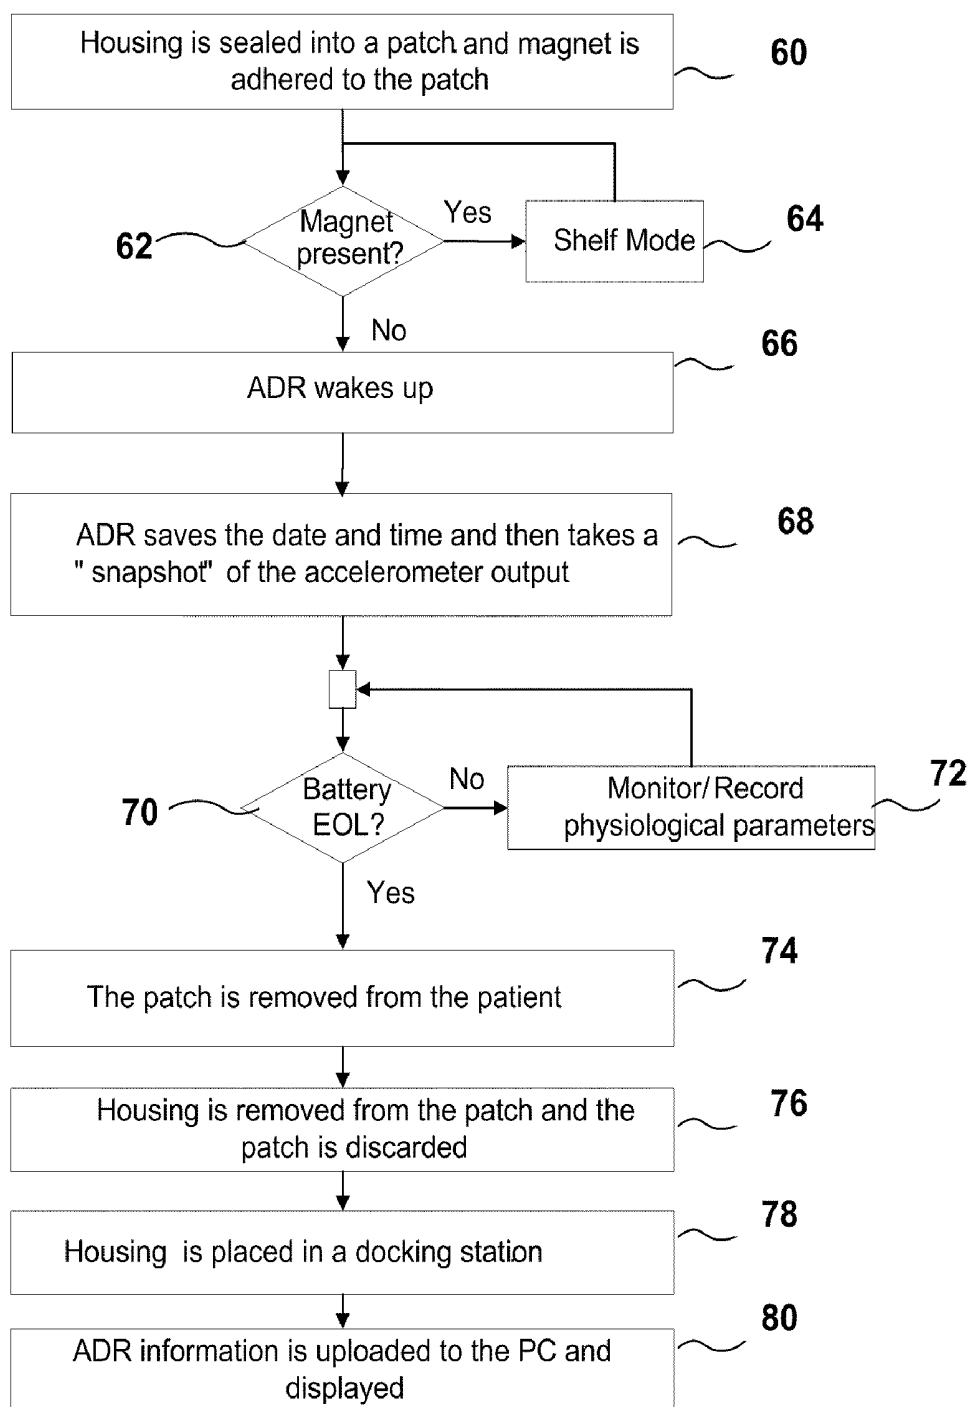 Housing is sealed into a patch and magnet is
adhered to the patch
60
Magnet
present?
62
Yes
Shelf Mode
64
No
66
ADR wakes up
68
ADR saves the date and time and then takes a
" snapshot" of the accelerometer output
Battery
EOL?
70
No
Monitor/Record
physiological parameters
72
Yes
74
The patch is removed from the patient
76
Housing is removed from the patch and the
patch is discarded
78
Housing is placed in a docking station
80
ADR information is uploaded to the PC and
displayed